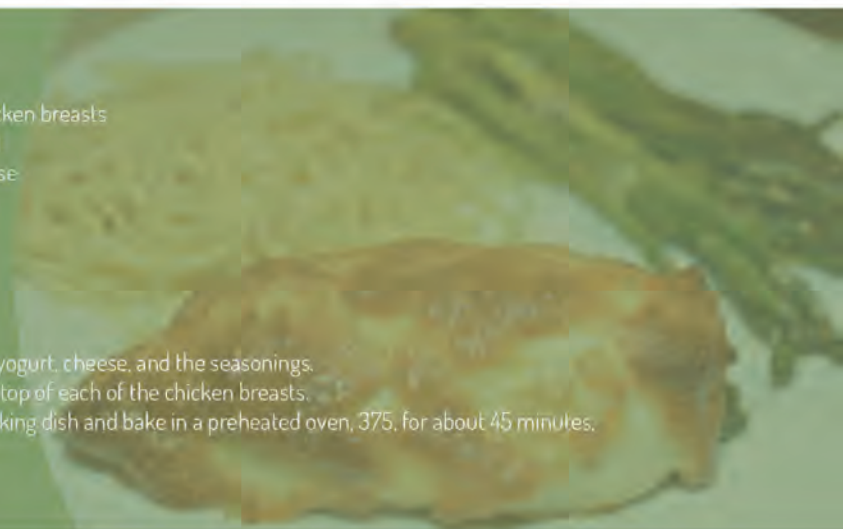 cken breasts
se
yogurt, cheese, and the seasonings.
top of each of the chicken breasts.
king dish and bake in a preheated oven, 375, for about 45 minutes.